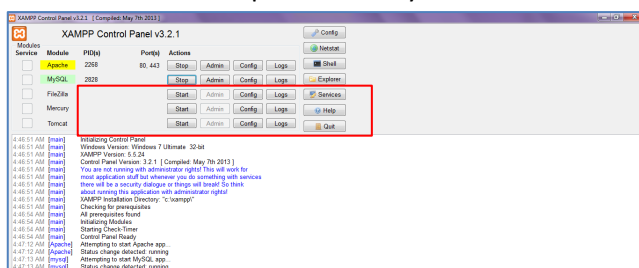 XAMPP Control Panel v3.2.1 [ Compiled: May 7th 2013 ]
XAMPP Control Panel v3.2.1
Config
Modules
Service Module PID(s) Port(s) Actions
Netstat
Apache 2268 80, 443 Stop Admin Config Logs
Shell
MySQL 2828 Stop Admin Config Logs
Explorer
FileZilla Start Admin Config Logs
Services
Mercury Start Admin Config Logs
Help
Tomcat Start Admin Config Logs
Quit
4:46:51 AM [main] Initializing Control Panel
4:46:51 AM [main] Windows Version: Windows 7 Ultimate 32-bit
4:46:51 AM [main] XAMPP Version: 5.5.24
4:46:51 AM [main] Control Panel Version: 3.2.1 [ Compiled: May 7th 2013 ]
4:46:51 AM [main] You are not running with administrator rights! This will work for
4:46:51 AM [main] most application stuff but whenever you do something with services
4:46:51 AM [main] there will be a security dialogue or things will break! So think
4:46:51 AM [main] about running this application with administrator rights!
4:46:51 AM [main] XAMPP Installation Directory: "c:\xampp\"
4:46:51 AM [main] Checking for prerequisites
4:46:54 AM [main] All prerequisites found
4:46:54 AM [main] Initializing Modules
4:46:54 AM [main] Starting Check-Timer
4:46:54 AM [main] Control Panel Ready
4:47:12 AM [Apache] Attempting to start Apache app...
4:47:12 AM [Apache] Status change detected: running
4:47:13 AM [mysql] Attempting to start MySQL app...
4:47:13 AM [mysql] Status change detected: running